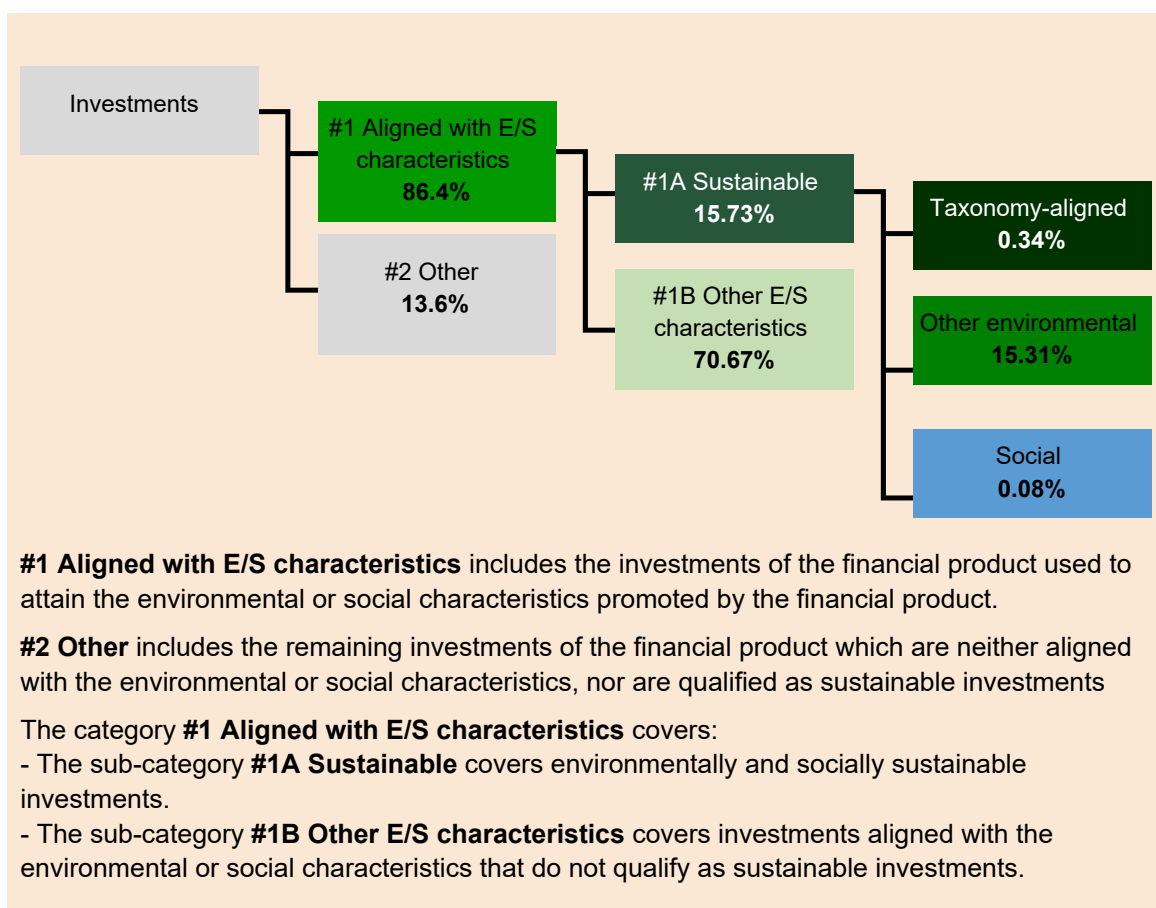 Investments
#1 Aligned with E/S
characteristics
86.4%
#2 Other
13.6%
#1A Sustainable
15.73%
#1B Other E/S
characteristics
70.67%
Taxonomy-aligned
0.34%
Other environmental
15.31%
Social
0.08%
#1 Aligned with E/S characteristics includes the investments of the financial product used to
attain the environmental or social characteristics promoted by the financial product.
#2 Other includes the remaining investments of the financial product which are neither aligned
with the environmental or social characteristics, nor are qualified as sustainable investments
The category #1 Aligned with E/S characteristics covers:
- The sub-category #1A Sustainable covers environmentally and socially sustainable
investments.
- The sub-category #1B Other E/S characteristics covers investments aligned with the
environmental or social characteristics that do not qualify as sustainable investments.